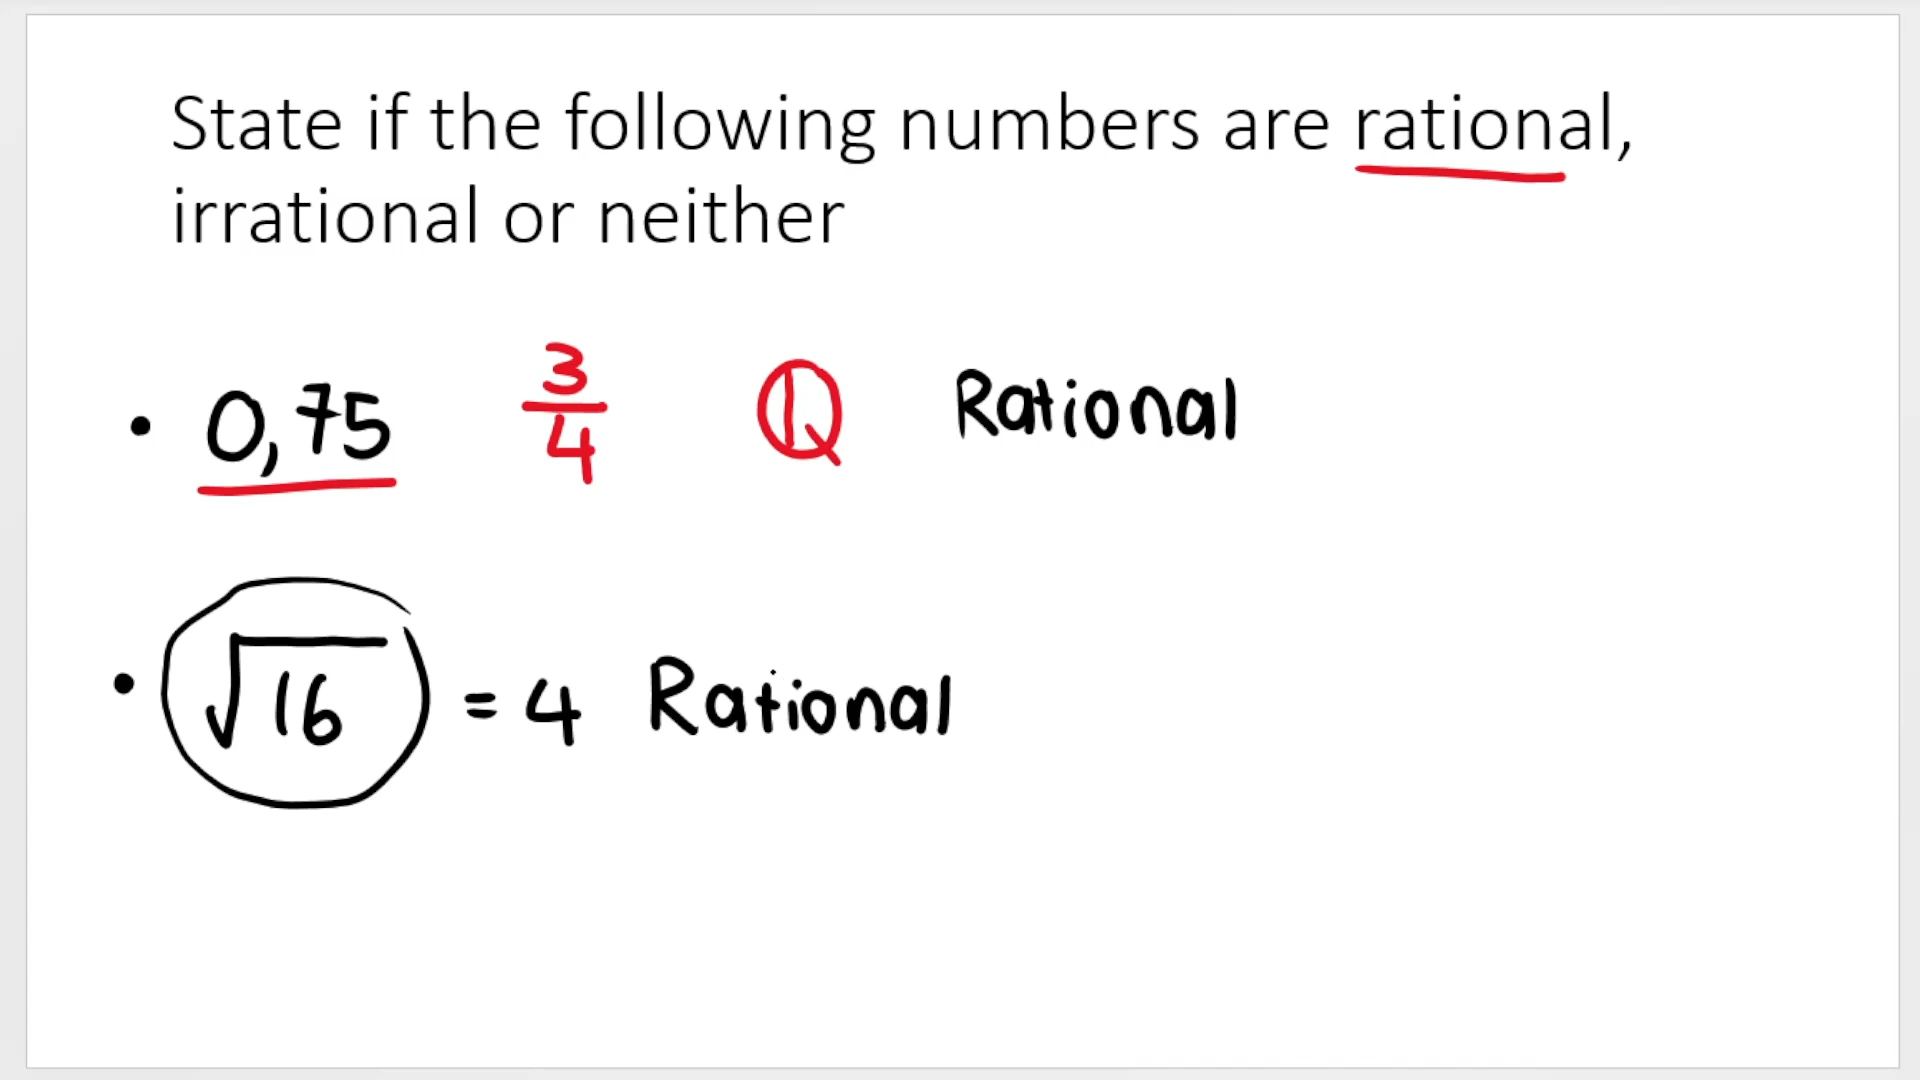 State if the following numbers are rational,
irrational or neither
• 0,75 3/4 ℚ Rational
• √16 = 4 Rational